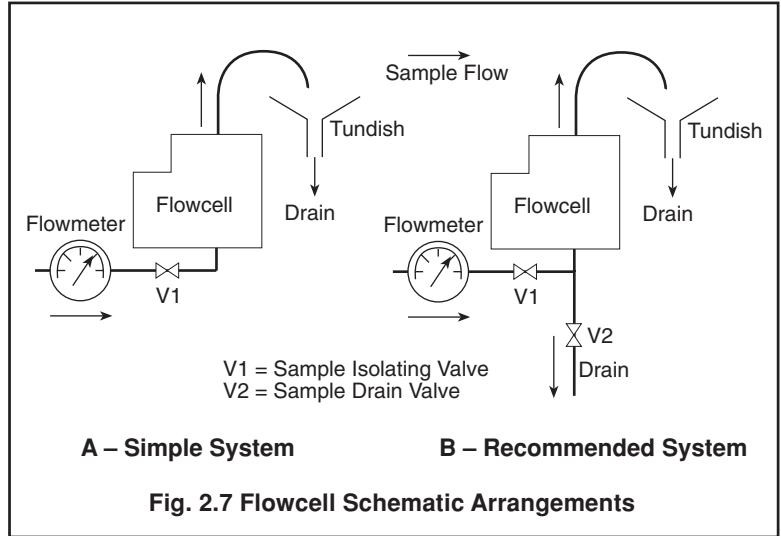 Sample Flow
Tundish
Flowcell
Drain
Flowmeter
V1
Tundish
Flowcell
Drain
Flowmeter
V1
V2
Drain
V1 = Sample Isolating Valve
V2 = Sample Drain Valve
A – Simple System
B – Recommended System
Fig. 2.7 Flowcell Schematic Arrangements